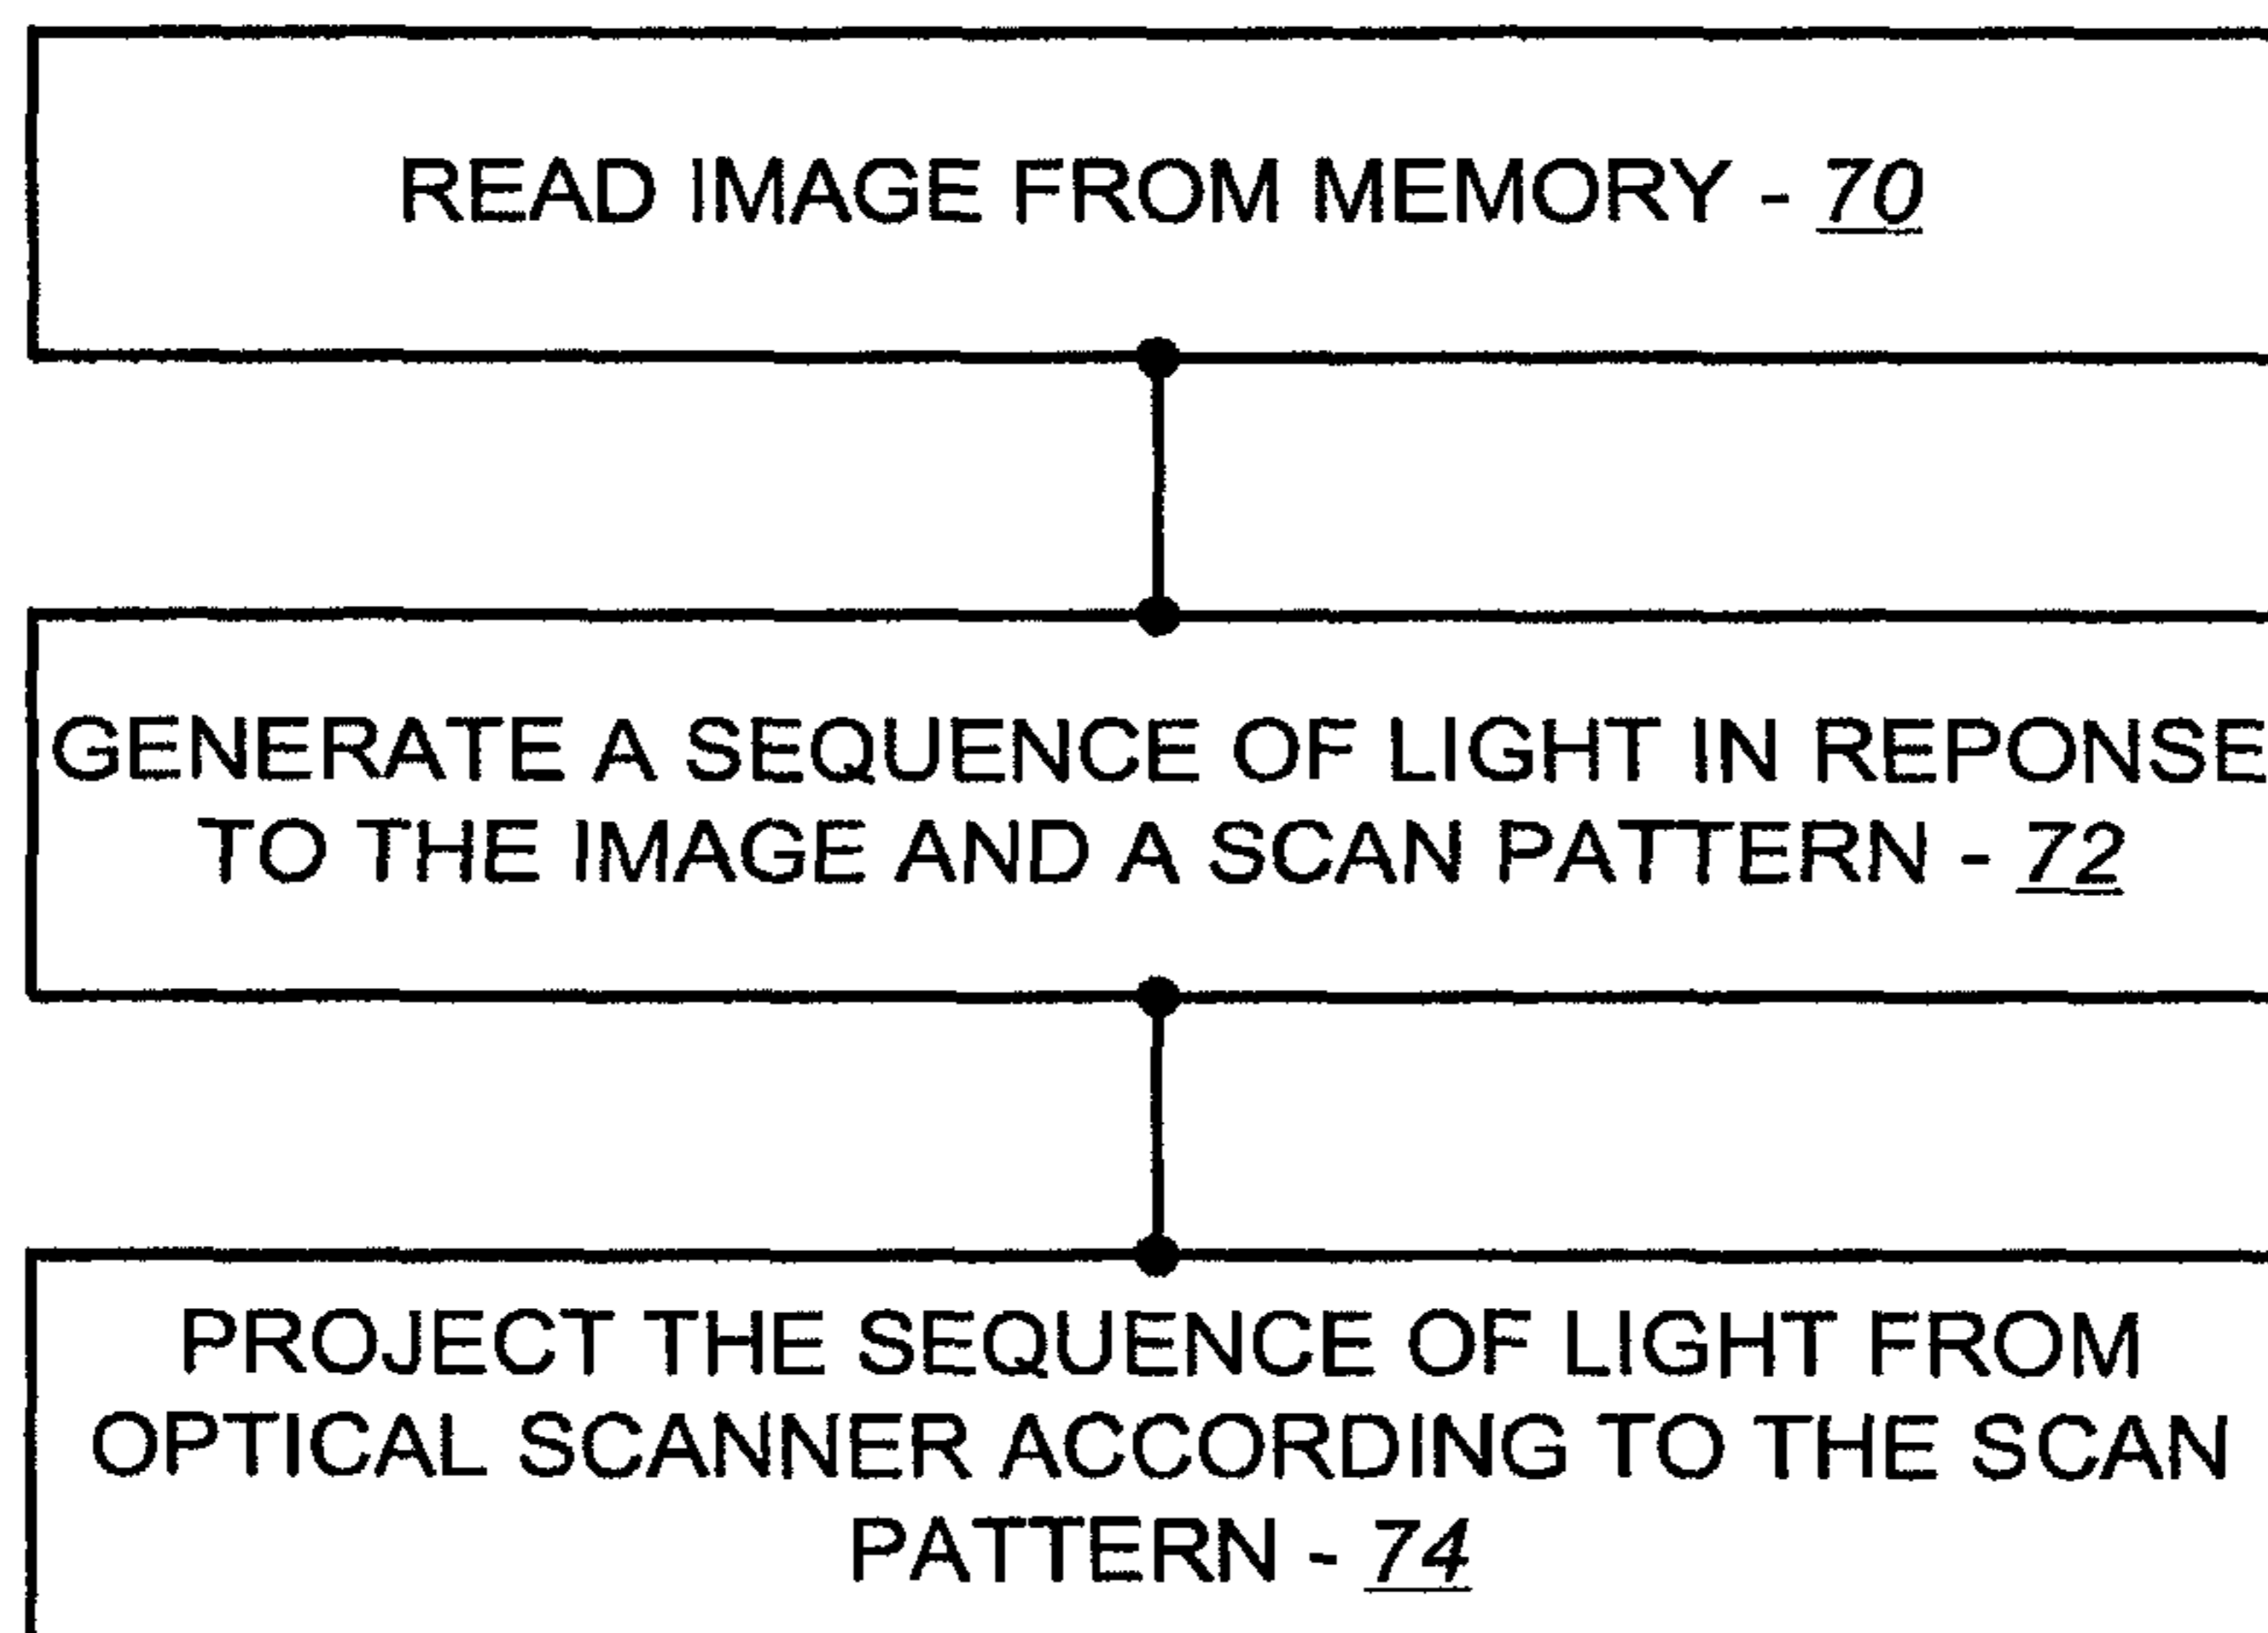 READ IMAGE FROM MEMORY - 70
GENERATE A SEQUENCE OF LIGHT IN REPONSE
TO THE IMAGE AND A SCAN PATTERN - 72
PROJECT THE SEQUENCE OF LIGHT FROM
OPTICAL SCANNER ACCORDING TO THE SCAN
PATTERN - 74